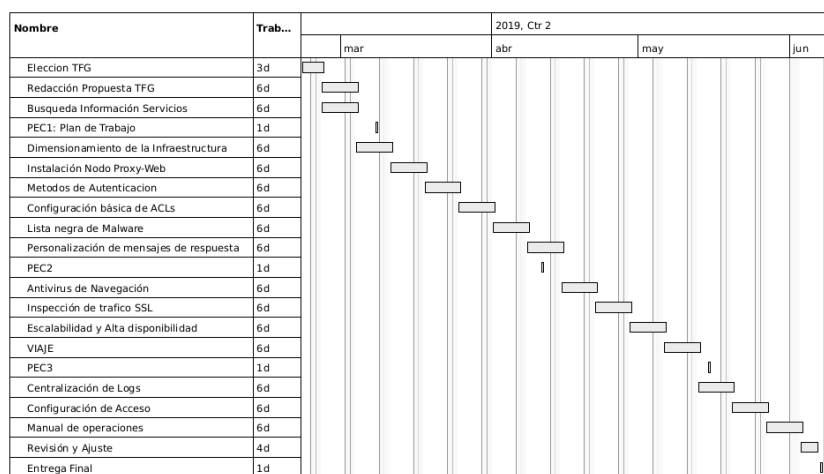 Nombre Trab... 2019, Ctr 2
mar abr may jun
Eleccion TFG 3d
Redacción Propuesta TFG 6d
Busqueda Información Servicios 6d
PEC1: Plan de Trabajo 1d
Dimensionamiento de la Infraestructura 6d
Instalación Nodo Proxy-Web 6d
Metodos de Autenticacion 6d
Configuración básica de ACLs 6d
Lista negra de Malware 6d
Personalización de mensajes de respuesta 6d
PEC2 1d
Antivirus de Navegación 6d
Inspección de trafico SSL 6d
Escalabilidad y Alta disponibilidad 6d
VIAJE 6d
PEC3 1d
Centralización de Logs 6d
Configuración de Acceso 6d
Manual de operaciones 6d
Revisión y Ajuste 4d
Entrega Final 1d